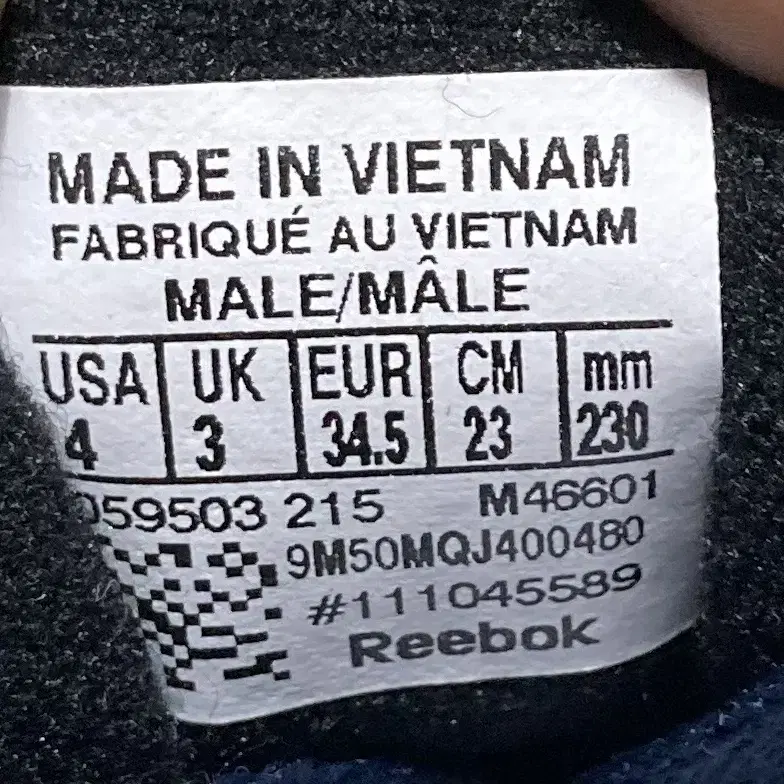 MADE IN VIETNAM
FABRIQUÉ AU VIETNAM
MALE/MÂLE
USA UK EUR CM mm
4 3 34.5 23 230
059503 215 M46601
9M50MQJ400480
#111045589
Reebok